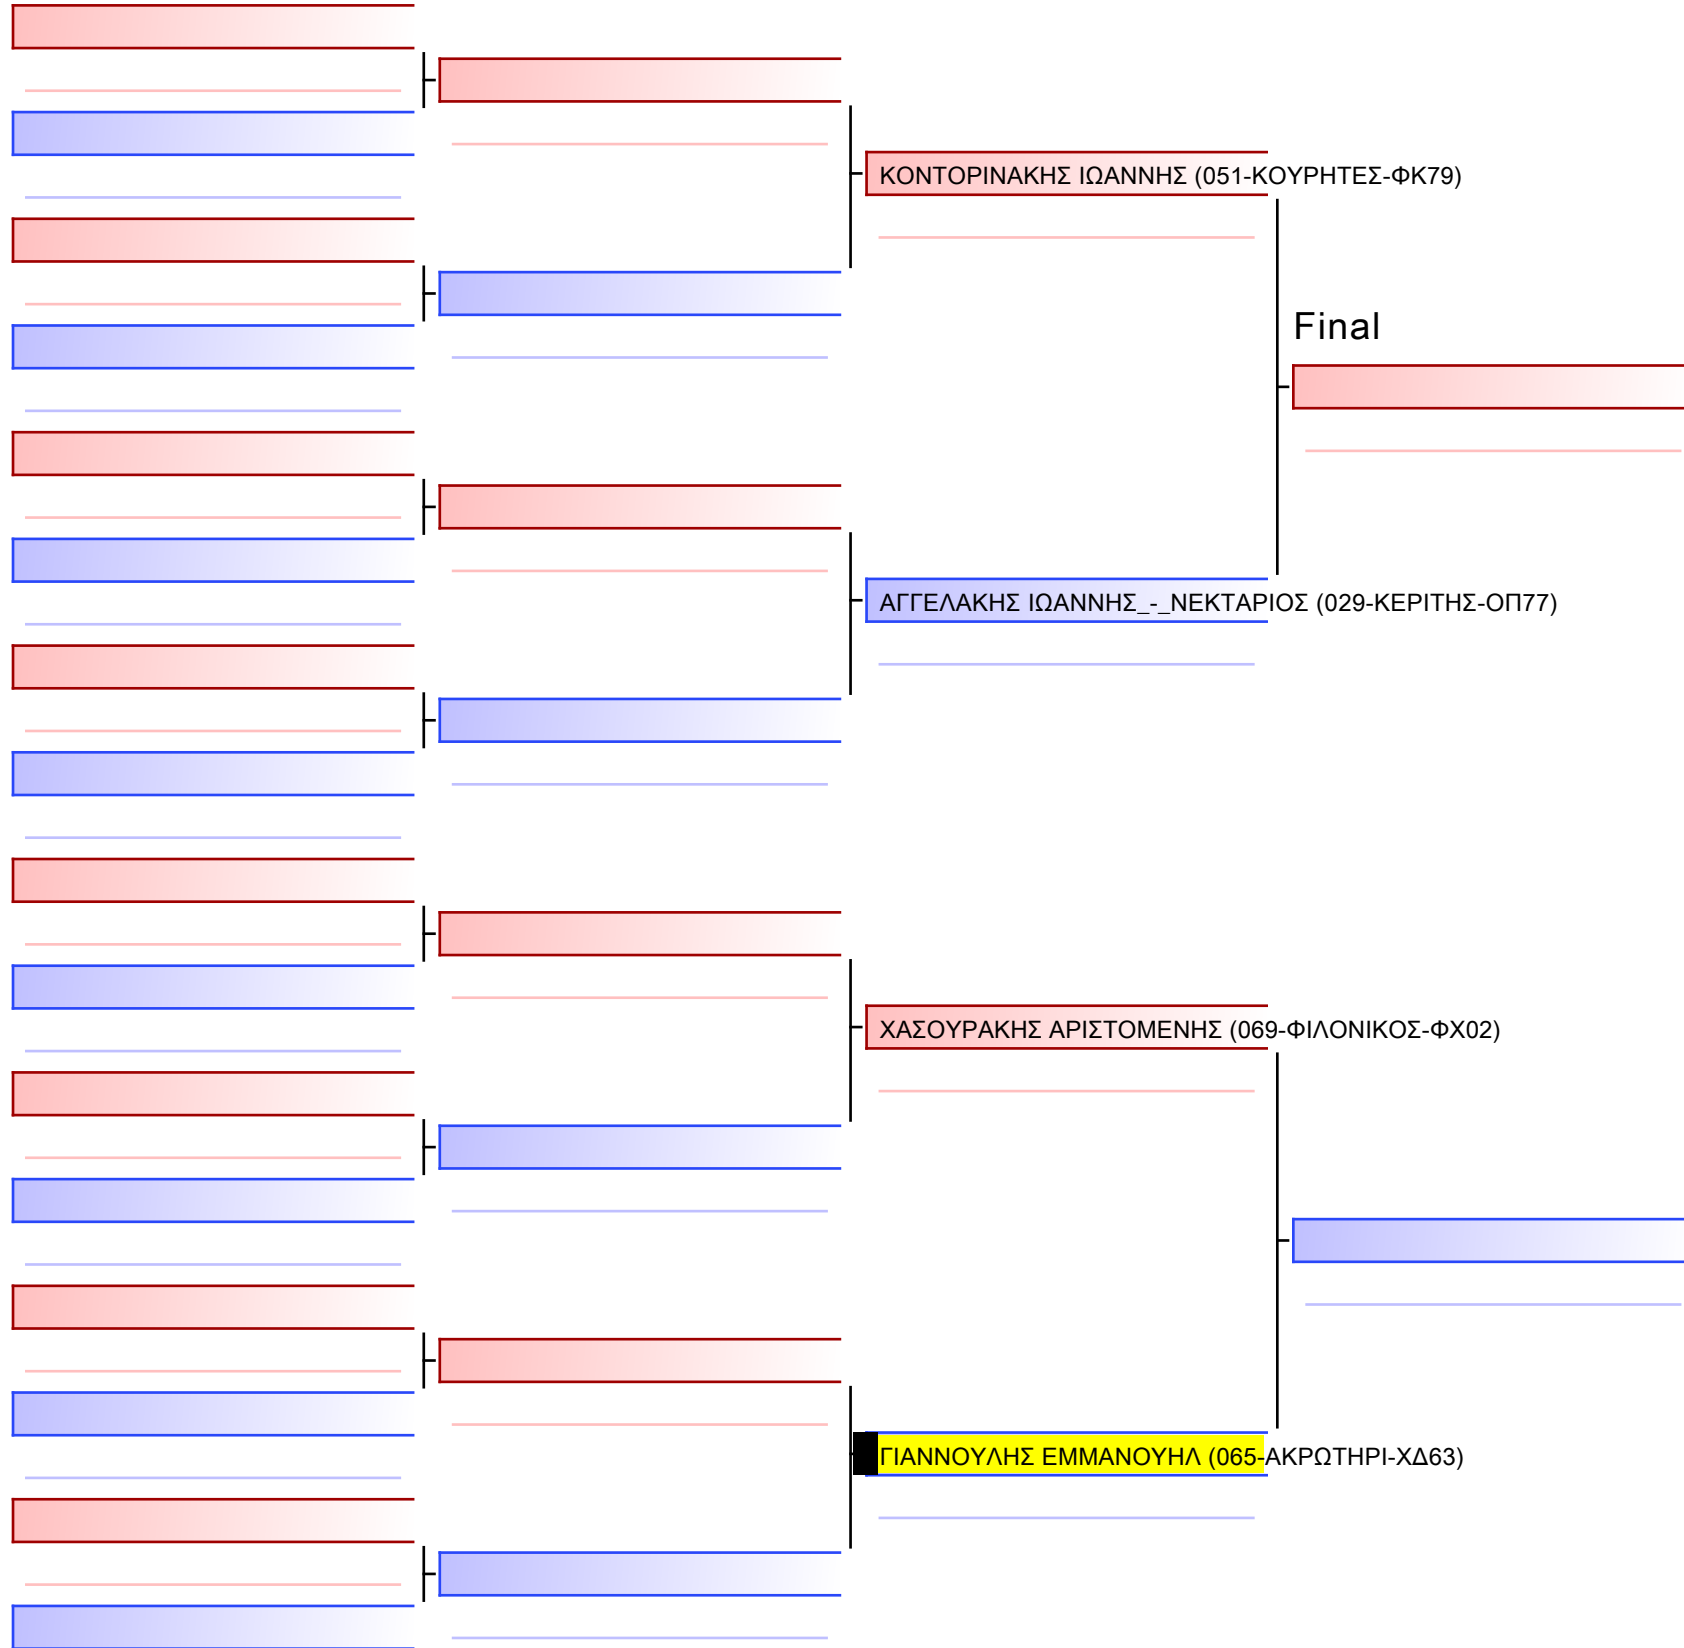 ΚΟΝΤΟΡΙΝΑΚΗΣ ΙΩΑΝΝΗΣ (051-ΚΟΥΡΗΤΕΣ-ΦΚ79)
Final
ΑΓΓΕΛΑΚΗΣ ΙΩΑΝΝΗΣ_-_ΝΕΚΤΑΡΙΟΣ (029-ΚΕΡΙΤΗΣ-ΟΠ77)
ΧΑΣΟΥΡΑΚΗΣ ΑΡΙΣΤΟΜΕΝΗΣ (069-ΦΙΛΟΝΙΚΟΣ-ΦΧ02)
ΓΙΑΝΝΟΥΛΗΣ ΕΜΜΑΝΟΥΗΛ (065-ΑΚΡΩΤΗΡΙ-ΧΔ63)